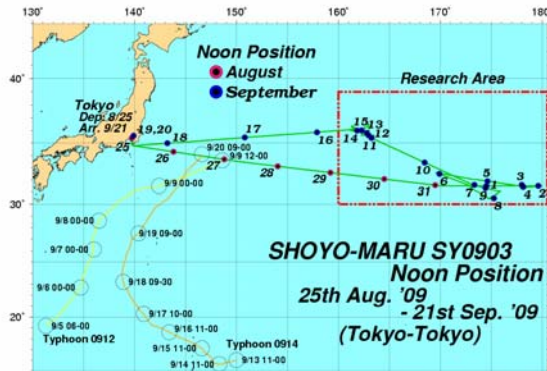 130° 140° 150° 160° 170° 180°
40°
30°
20°
Noon Position
August
September
Research Area
Tokyo
Dep. 8/25
Arr. 9/21
19,20
18
17
16
15
14
13
12
11
10
25
26
27
28
29
30
31
1
2
3
4
5
6
7
8
9
9/20 09-00
9/9 12-00
9/9 00-00
9/8 00-00
9/7 00-00
9/6 00-00
9/5 06-00
Typhoon 0912
9/19 09-00
9/18 09-30
9/17 10-00
9/16 11-00
9/15 11-00
9/14 11-00
9/13 11-00
Typhoon 0914
SHOYO-MARU SY0903
Noon Position
25th Aug. '09
- 21st Sep. '09
(Tokyo-Tokyo)